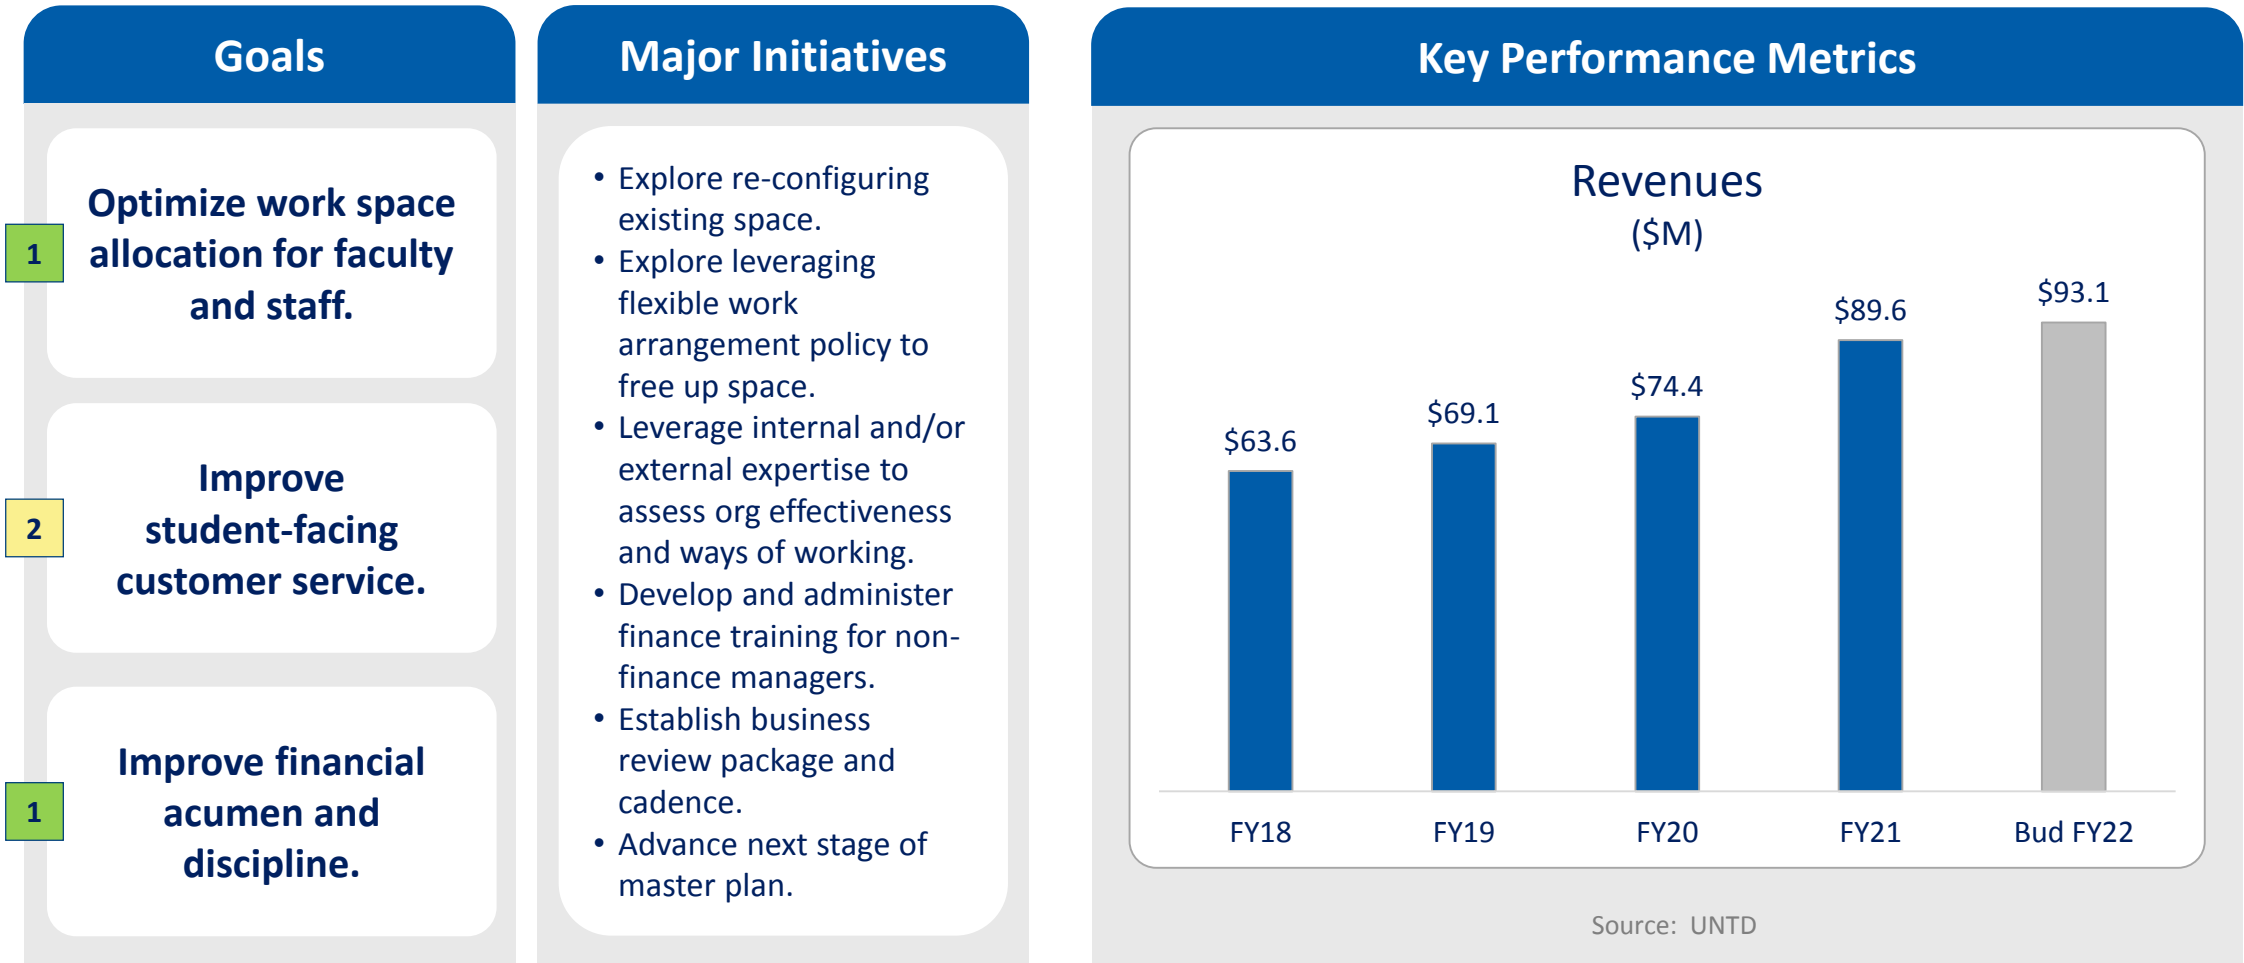 Goals
1
Optimize work space
allocation for faculty
and staff.
2
Improve
student-facing
customer service.
1
Improve financial
acumen and
discipline.
Major Initiatives
• Explore re-configuring
existing space.
• Explore leveraging
flexible work
arrangement policy to
free up space.
• Leverage internal and/or
external expertise to
assess org effectiveness
and ways of working.
• Develop and administer
finance training for non-
finance managers.
• Establish business
review package and
cadence.
• Advance next stage of
master plan.
Key Performance Metrics
Revenues
($M)
$63.6
$69.1
$74.4
$89.6
$93.1
FY18
FY19
FY20
FY21
Bud FY22
Source:  UNTD